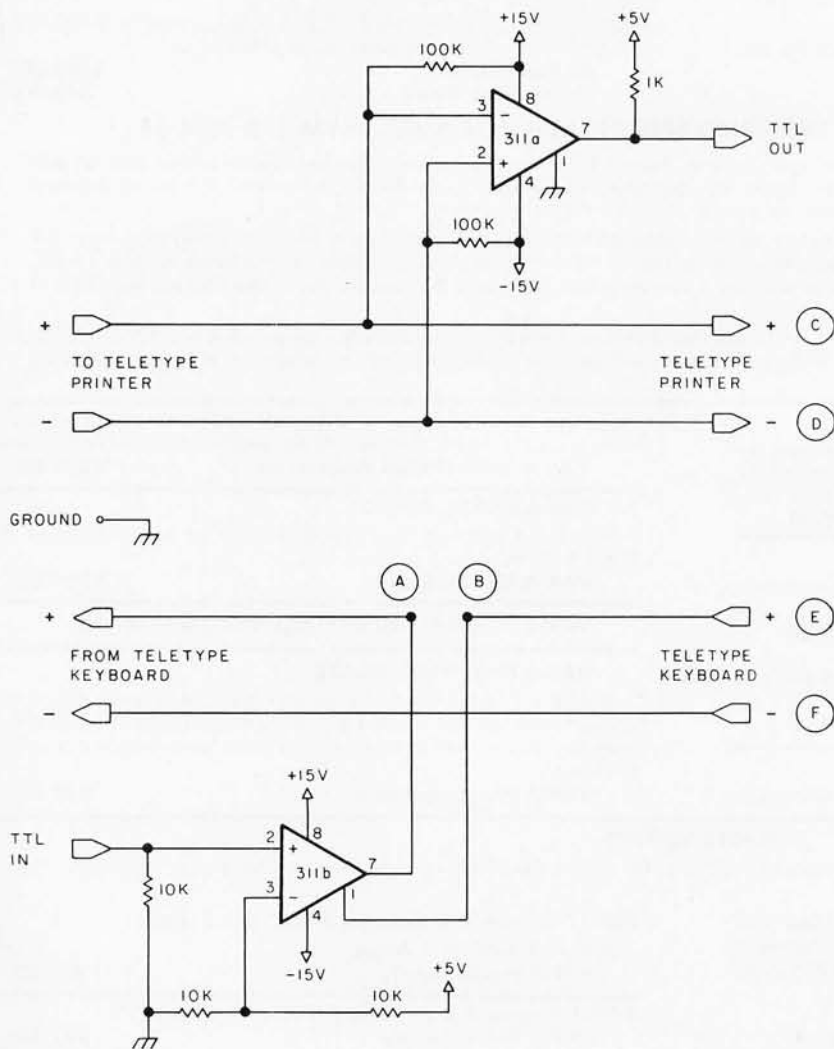 +15V +5V
100K
1K
3 - 8
311a 7 TTL OUT
2 + 1
4
100K
-15V
+ + C
TO TELETYPE PRINTER TELETYPE PRINTER
- - D
GROUND
A B
+ + E
FROM TELETYPE KEYBOARD TELETYPE KEYBOARD
- - F
+15V
TTL IN 2 + 8
311b 7
10K 3 - 1
4
-15V +5V
10K 10K